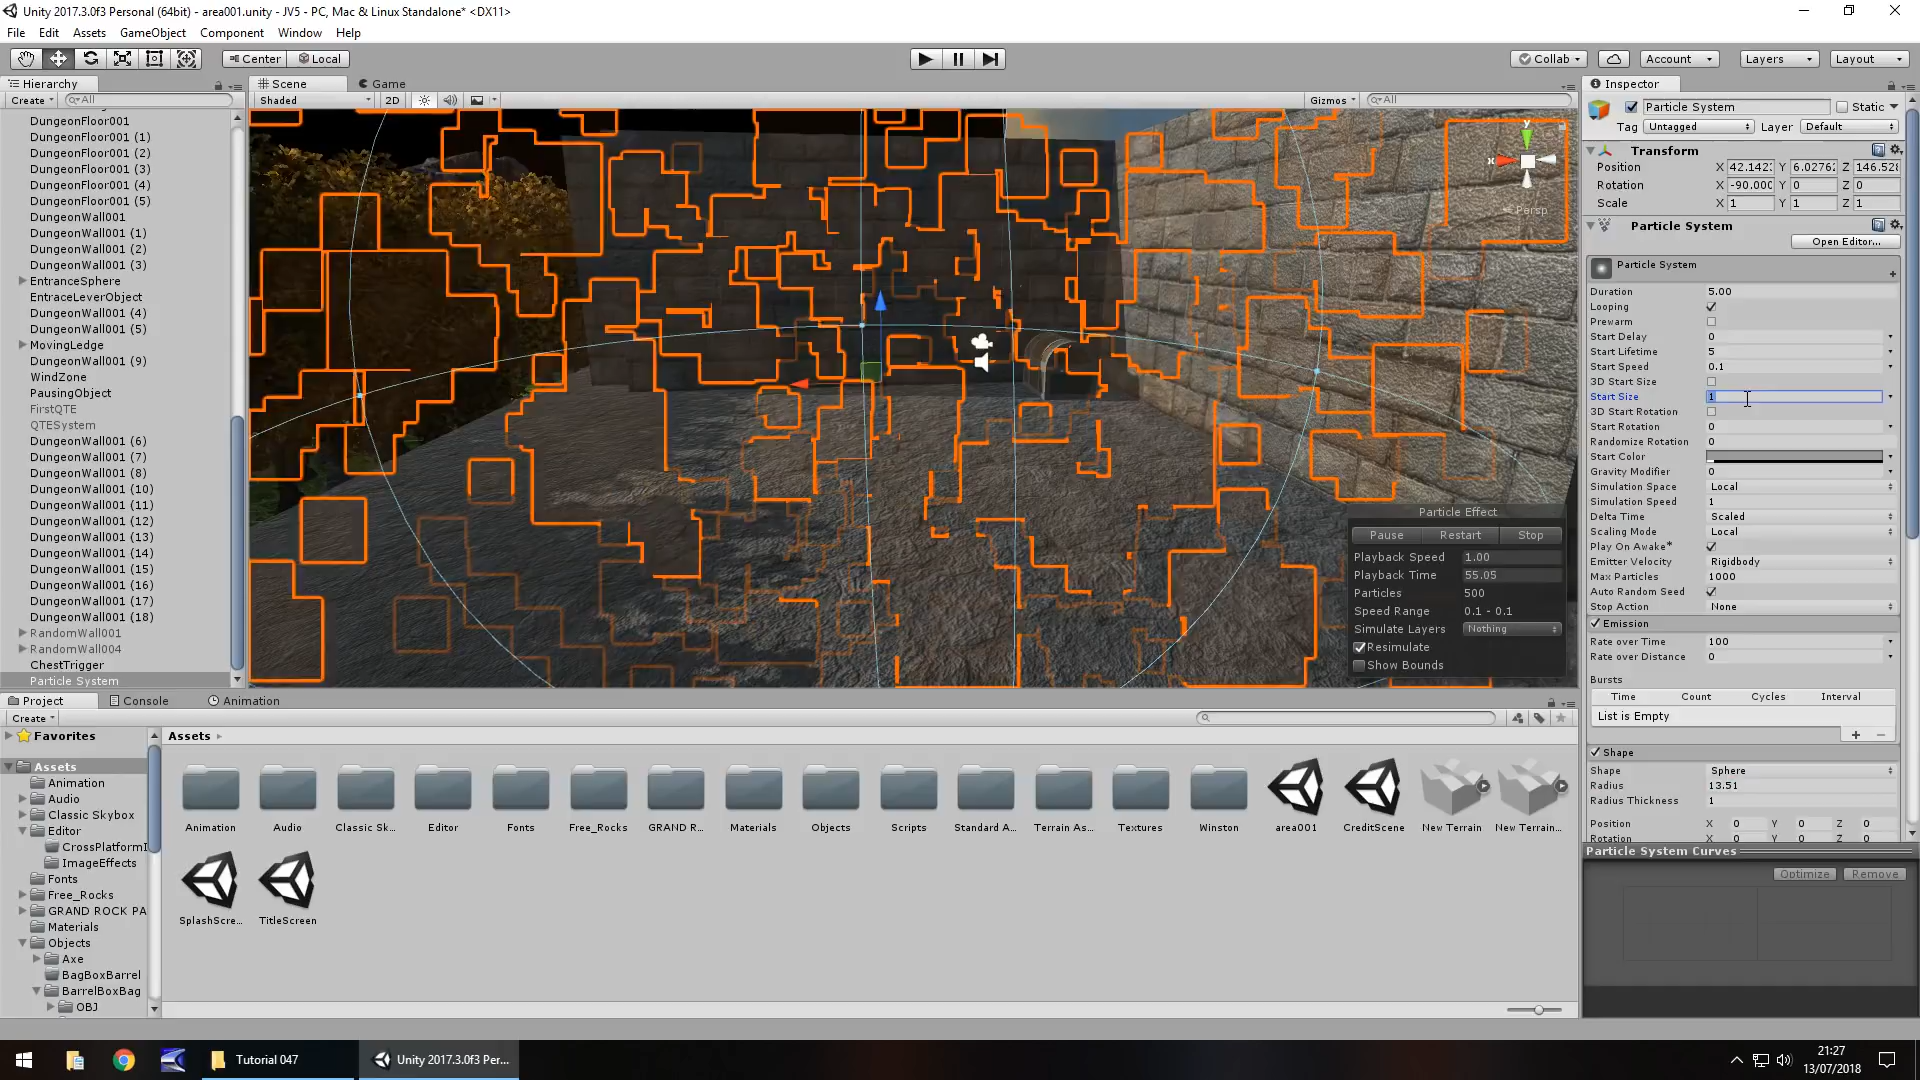 Unity 2017.3.0f3 Personal (64bit) - area001.unity - JV5 - PC, Mac & Linux Standalone* <DX11>
File Edit Assets GameObject Component Window Help
Center Local Collab Account Layers Layout
Hierarchy
Create All
DungeonFloor001
DungeonFloor001 (1)
DungeonFloor001 (2)
DungeonFloor001 (3)
DungeonFloor001 (4)
DungeonFloor001 (5)
DungeonWall001
DungeonWall001 (1)
DungeonWall001 (2)
DungeonWall001 (3)
EntranceSphere
EntraceLeverObject
DungeonWall001 (4)
DungeonWall001 (5)
MovingLedge
DungeonWall001 (9)
WindZone
PausingObject
FirstQTE
QTESystem
DungeonWall001 (6)
DungeonWall001 (7)
DungeonWall001 (8)
DungeonWall001 (10)
DungeonWall001 (11)
DungeonWall001 (12)
DungeonWall001 (13)
DungeonWall001 (14)
DungeonWall001 (15)
DungeonWall001 (16)
DungeonWall001 (17)
DungeonWall001 (18)
RandomWall001
RandomWall004
ChestTrigger
Particle System
Scene Game
Shaded 2D Gizmos All
y
x
Persp
Particle Effect
Pause Restart Stop
Playback Speed 1.00
Playback Time 55.05
Particles 500
Speed Range 0.1 - 0.1
Simulate Layers Nothing
Resimulate
Show Bounds
Inspector
Particle System Static
Tag Untagged Layer Default
Transform
Position X 42.142 Y 6.0276 Z 146.528
Rotation X -90.000 Y 0 Z 0
Scale X 1 Y 1 Z 1
Particle System
Open Editor...
Particle System
Duration 5.00
Looping
Prewarm
Start Delay 0
Start Lifetime 5
Start Speed 0.1
3D Start Size
Start Size 1
3D Start Rotation
Start Rotation 0
Randomize Rotation 0
Start Color
Gravity Modifier 0
Simulation Space Local
Simulation Speed 1
Delta Time Scaled
Scaling Mode Local
Play On Awake*
Emitter Velocity Rigidbody
Max Particles 1000
Auto Random Seed
Stop Action None
Emission
Rate over Time 100
Rate over Distance 0
Bursts
Time Count Cycles Interval
List is Empty
Shape
Shape Sphere
Radius 13.51
Radius Thickness 1
Position X 0 Y 0 Z 0
Rotation X 0 Y 0 Z 0
Particle System Curves
Optimize Remove
Project Console Animation
Create
Favorites
Assets
Animation
Audio
Classic Skybox
Editor
CrossPlatformI
ImageEffects
Fonts
Free_Rocks
GRAND ROCK PA
Materials
Objects
Axe
BagBoxBarrel
BarrelBoxBag
OBJ
Assets
Animation Audio Classic Sk... Editor Fonts Free_Rocks GRAND R... Materials Objects Scripts Standard A... Terrain As... Textures Winston area001 CreditScene New Terrain New Terrain...
SplashScre... TitleScreen
Tutorial 047
Unity 2017.3.0f3 Per...
21:27
13/07/2018